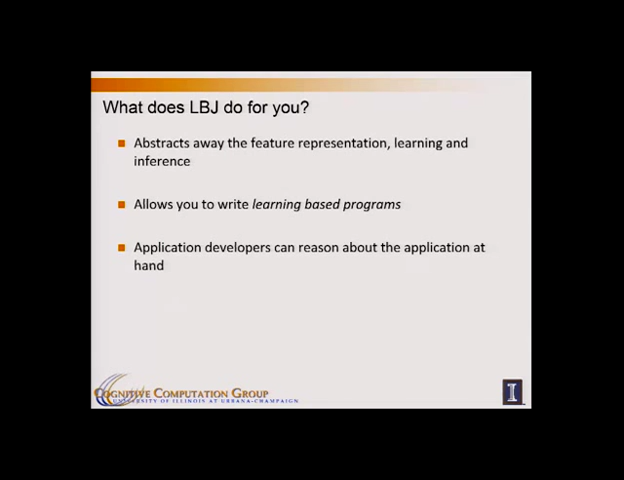 What does LBJ do for you?
Abstracts away the feature representation, learning and
inference
Allows you to write learning based programs
Application developers can reason about the application at
hand
COGNITIVE COMPUTATION GROUP
UNIVERSITY OF ILLINOIS AT URBANA-CHAMPAIGN
I